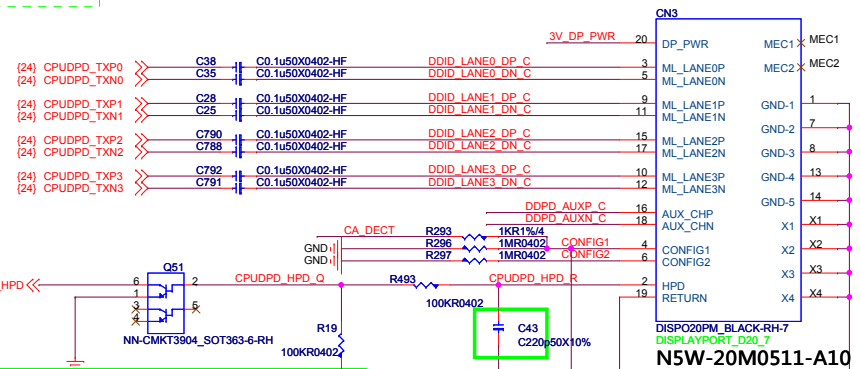 CN3
3V_DP_PWR 20 DP_PWR MEC1 MEC1
MEC2 MEC2
{24} CPUDPD_TXP0 C38 C0.1u50X0402-HF DDID_LANE0_DP_C 3 ML_LANE0P
{24} CPUDPD_TXN0 C35 C0.1u50X0402-HF DDID_LANE0_DN_C 5 ML_LANE0N
{24} CPUDPD_TXP1 C28 C0.1u50X0402-HF DDID_LANE1_DP_C 9 ML_LANE1P GND-1 1
{24} CPUDPD_TXN1 C25 C0.1u50X0402-HF DDID_LANE1_DN_C 11 ML_LANE1N
GND-2 7
{24} CPUDPD_TXP2 C790 C0.1u50X0402-HF DDID_LANE2_DP_C 15 ML_LANE2P
{24} CPUDPD_TXN2 C788 C0.1u50X0402-HF DDID_LANE2_DN_C 17 ML_LANE2N GND-3 8
{24} CPUDPD_TXP3 C792 C0.1u50X0402-HF DDID_LANE3_DP_C 10 ML_LANE3P GND-4 13
{24} CPUDPD_TXN3 C791 C0.1u50X0402-HF DDID_LANE3_DN_C 12 ML_LANE3N
GND-5 14
DDPD_AUXP_C 16 AUX_CHP
DDPD_AUXN_C 18 AUX_CHN X1 X1
CA_DECT R293 1KR1%/4
GND R296 1MR0402 CONFIG1 4 CONFIG1 X2 X2
GND R297 1MR0402 CONFIG2 6 CONFIG2
X3 X3
Q51
HPD 6 2 CPUDPD_HPD_Q R493 CPUDPD_HPD_R 2 HPD
1 100KR0402 19 RETURN X4 X4
3 5
4
R19 C43
C220p50X10%
NN-CMKT3904_SOT363-6-RH
100KR0402
DISPO20PM_BLACK-RH-7
DISPLAYPORT_D20_7
N5W-20M0511-A10